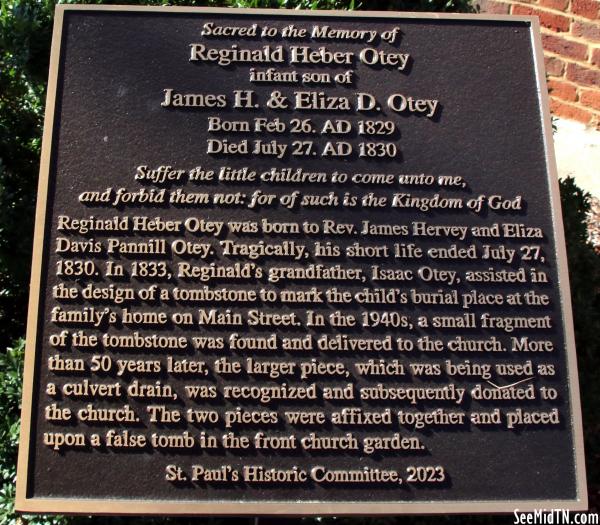 Sacred to the Memory of
Reginald Heber Otey
infant son of
James H. & Eliza D. Otey
Born Feb 26. AD 1829
Died July 27. AD 1830
Suffer the little children to come unto me,
and forbid them not: for of such is the Kingdom of God
Reginald Heber Otey was born to Rev. James Hervey and Eliza
Davis Pannill Otey. Tragically, his short life ended July 27,
1830. In 1833, Reginald's grandfather, Isaac Otey, assisted in
the design of a tombstone to mark the child's burial place at the
family's home on Main Street. In the 1940s, a small fragment
of the tombstone was found and delivered to the church. More
than 50 years later, the larger piece, which was being used as
a culvert drain, was recognized and subsequently donated to
the church. The two pieces were affixed together and placed
upon a false tomb in the front church garden.
St. Paul's Historic Committee, 2023
SeeMidTN.com